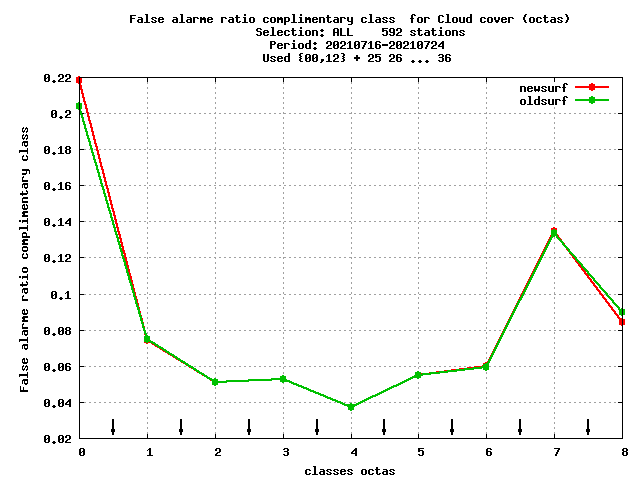 False alarme ratio complimentary class  for Cloud cover (octas)
Selection: ALL    592 stations
Period: 20210716-20210724
Used {00,12} + 25 26 ... 36
newsurf
oldsurf
False alarme ratio complimentary class
0.22
0.2
0.18
0.16
0.14
0.12
0.1
0.08
0.06
0.04
0.02
0 1 2 3 4 5 6 7 8
classes octas